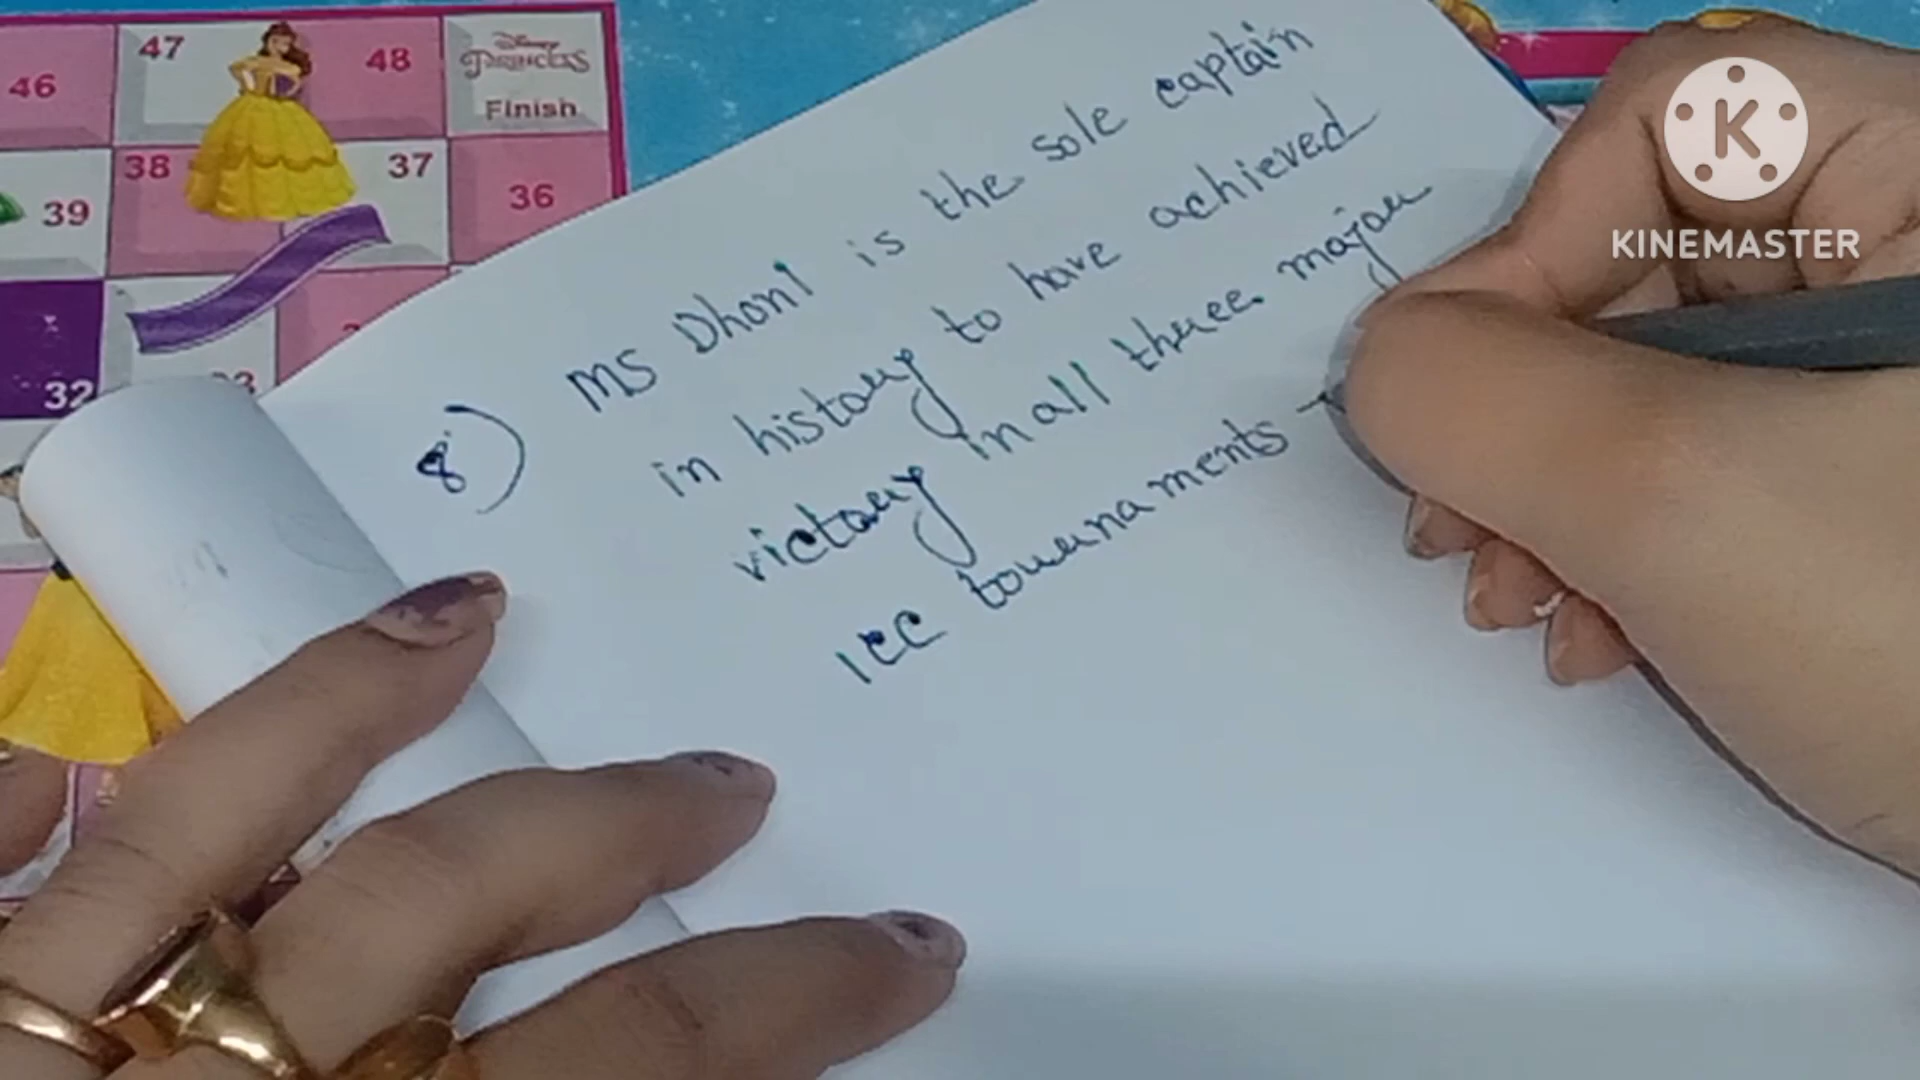 46
47
48
Disney
PRINCESS
Finish
39
38
37
36
32
KINEMASTER
8) MS Dhoni is the sole captain
in history to have achieved
victory in all three major
ICC tournaments